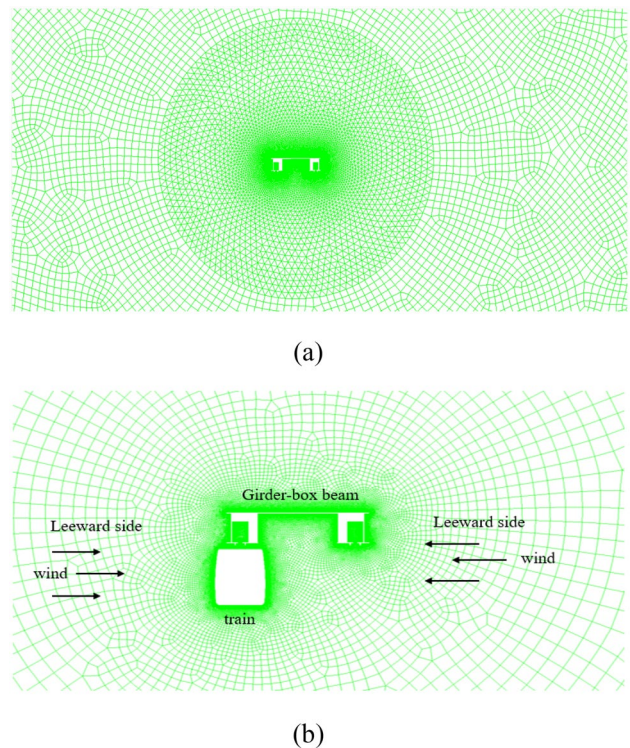 (a)
Girder-box beam
Leeward side
Leeward side
wind
wind
train
(b)